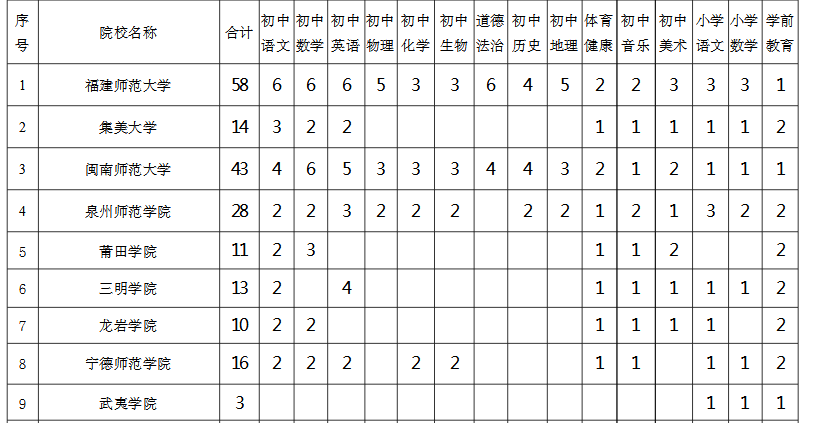 序号 院校名称 合计 初中语文 初中数学 初中英语 初中物理 初中化学 初中生物 道德法治 初中历史 初中地理 体育健康 初中音乐 初中美术 小学语文 小学数学 学前教育
1 福建师范大学 58 6 6 6 5 3 3 6 4 5 2 2 3 3 3 1
2 集美大学 14 3 2 2 1 1 1 1 1 2
3 闽南师范大学 43 4 6 5 3 3 3 4 4 3 2 1 2 1 1 1
4 泉州师范学院 28 2 2 3 2 2 2 2 2 1 2 1 3 2 2
5 莆田学院 11 2 3 1 1 2 2
6 三明学院 13 2 4 1 1 1 1 1 2
7 龙岩学院 10 2 2 1 1 1 1 2
8 宁德师范学院 16 2 2 2 2 2 1 1 1 1 2
9 武夷学院 3 1 1 1